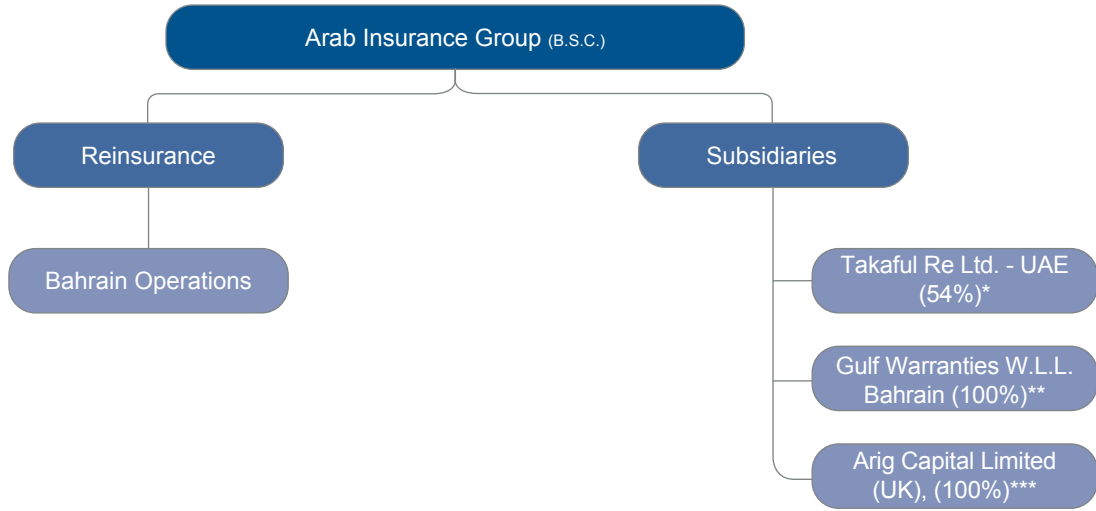 Arab Insurance Group (B.S.C.)
Reinsurance
Subsidiaries
Bahrain Operations
Takaful Re Ltd. - UAE
(54%)*
Gulf Warranties W.L.L.
Bahrain (100%)**
Arig Capital Limited
(UK), (100%)***